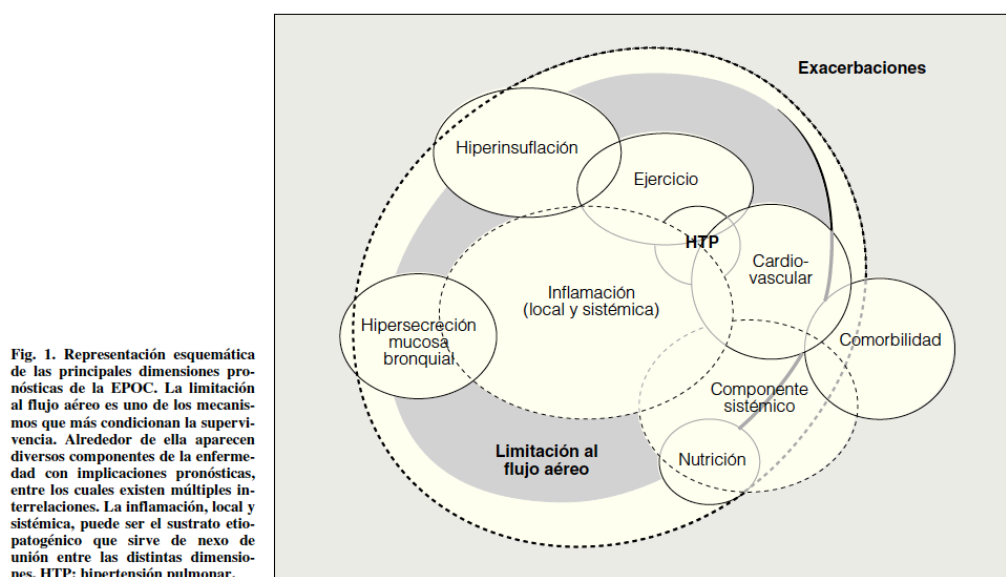 Exacerbaciones
Hiperinsuflación
Ejercicio
HTP
Cardio-
vascular
Inflamación
(local y sistémica)
Hipersecreción
mucosa
bronquial
Comorbilidad
Componente
sistémico
Limitación al
flujo aéreo
Nutrición
Fig. 1. Representación esquemática
de las principales dimensiones pro-
nósticas de la EPOC. La limitación
al flujo aéreo es uno de los mecanis-
mos que más condicionan la supervi-
vencia. Alrededor de ella aparecen
diversos componentes de la enferme-
dad con implicaciones pronósticas,
entre los cuales existen múltiples in-
terrelaciones. La inflamación, local y
sistémica, puede ser el sustrato etio-
patogénico que sirve de nexo de
unión entre las distintas dimensio-
nes. HTP: hipertensión pulmonar.